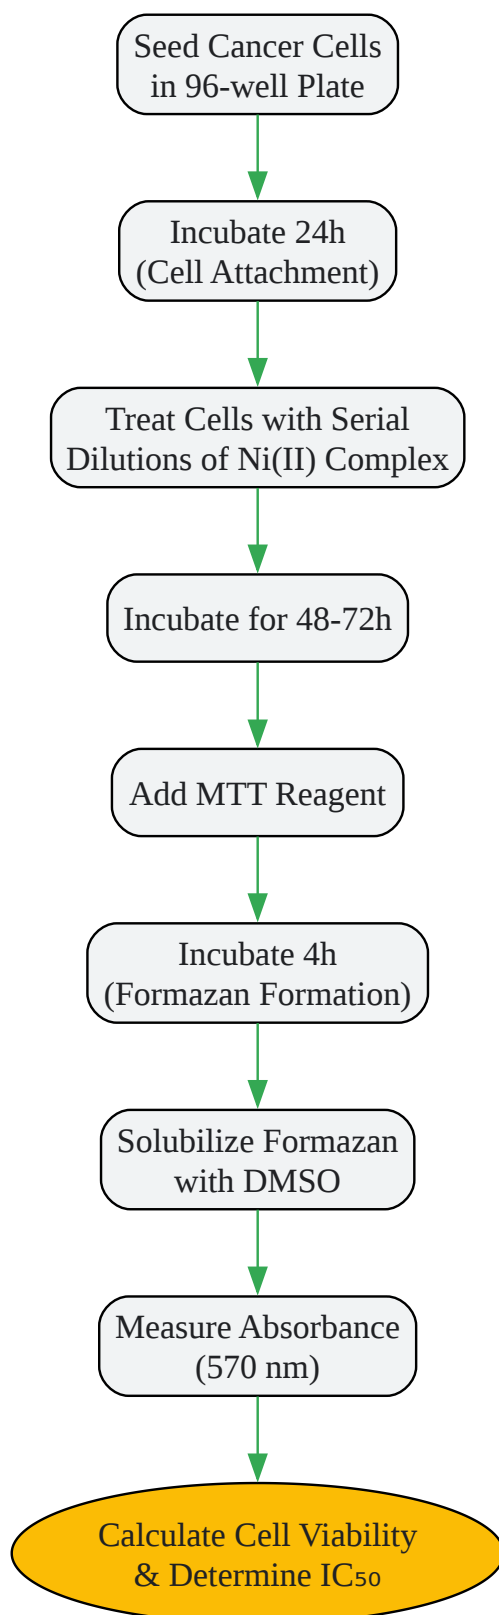 Seed Cancer Cells
in 96-well Plate
Incubate 24h
(Cell Attachment)
Treat Cells with Serial
Dilutions of Ni(II) Complex
Incubate for 48-72h
Add MTT Reagent
Incubate 4h
(Formazan Formation)
Solubilize Formazan
with DMSO
Measure Absorbance
(570 nm)
Calculate Cell Viability
& Determine IC₅₀